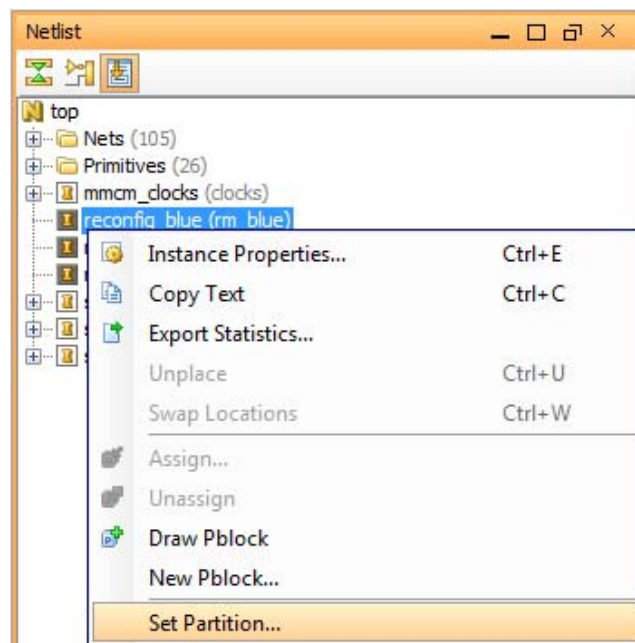 Netlist
top
Nets (105)
Primitives (26)
mmcm_clocks (clocks)
reconfig_blue (rm_blue)
Instance Properties... Ctrl+E
Copy Text Ctrl+C
Export Statistics...
Unplace Ctrl+U
Swap Locations Ctrl+W
Assign...
Unassign
Draw Pblock
New Pblock...
Set Partition...